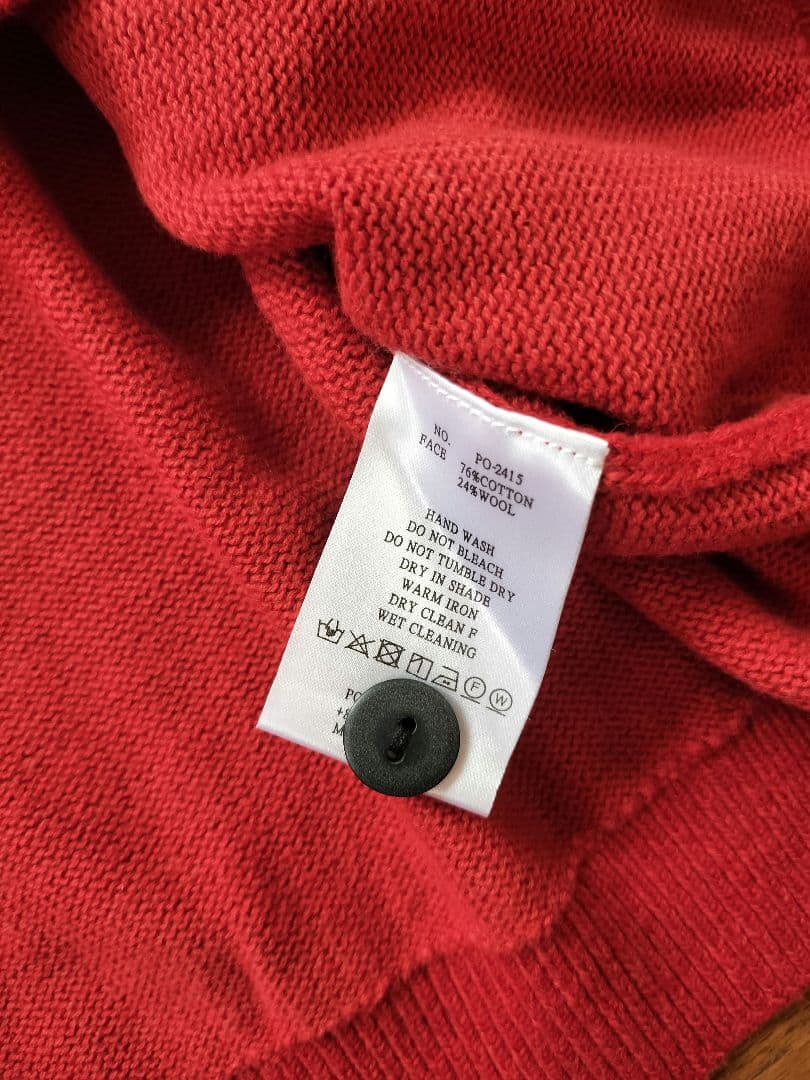 NO. PO-2415
FACE 76%COTTON
24%WOOL
HAND WASH
DO NOT BLEACH
DO NOT TUMBLE DRY
DRY IN SHADE
WARM IRON
DRY CLEAN F
WET CLEANING
F W